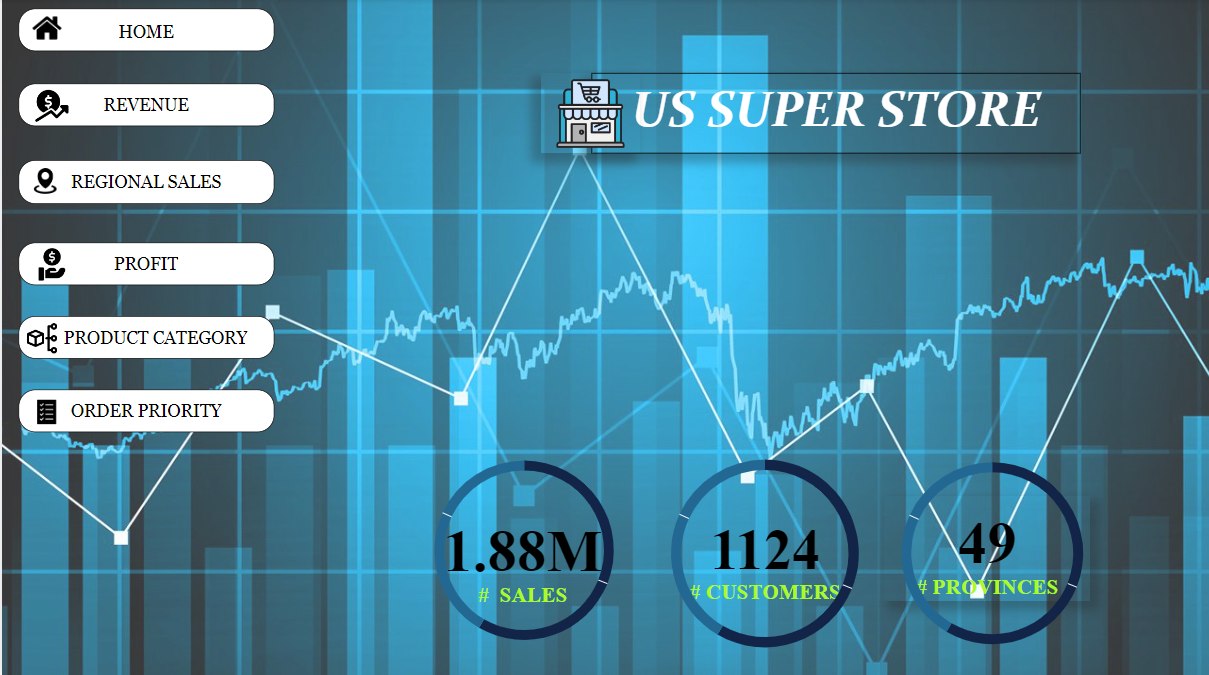 HOME
REVENUE
REGIONAL SALES
PROFIT
PRODUCT CATEGORY
ORDER PRIORITY
US SUPER STORE
1.88M
# SALES
1124
# CUSTOMERS
49
# PROVINCES